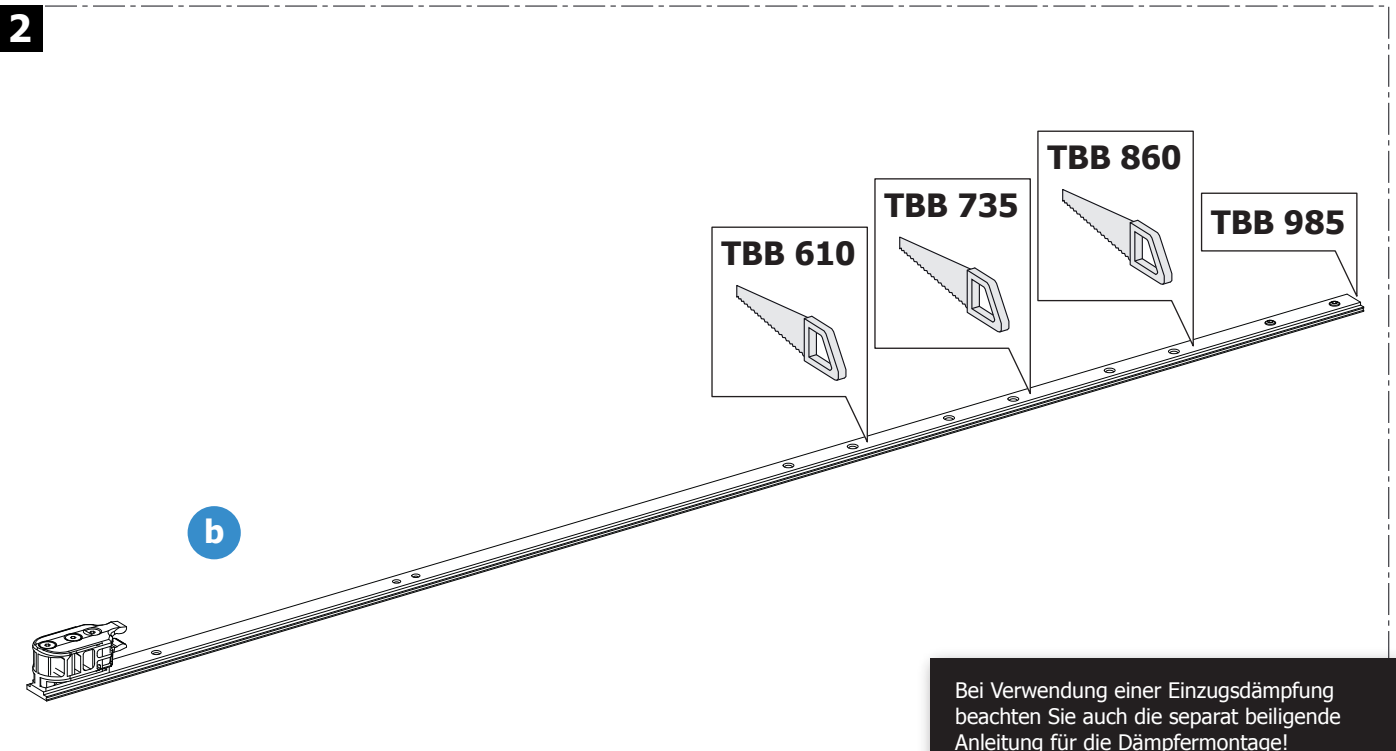 2
TBB 610
TBB 735
TBB 860
TBB 985
b
Bei Verwendung einer Einzugsdämpfung
beachten Sie auch die separat beiligende
Anleitung für die Dämpfermontage!